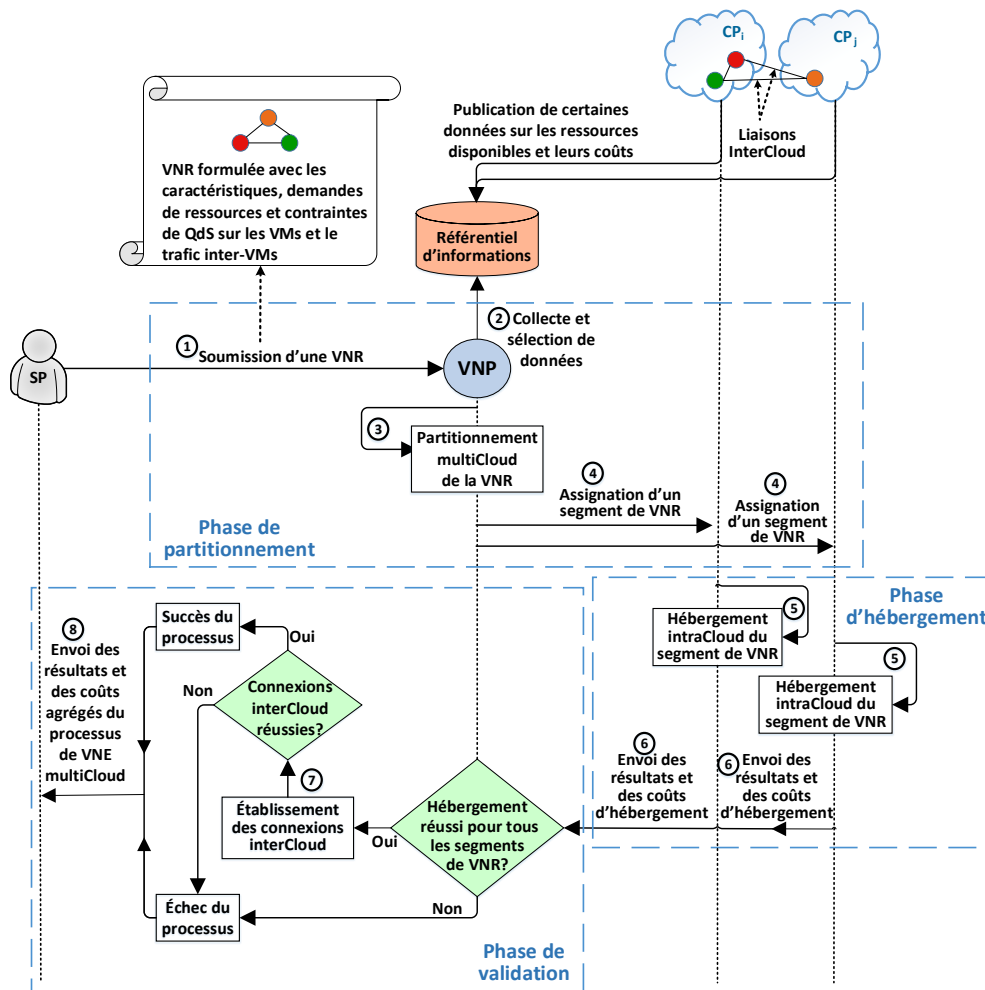 CPi
CPj
Publication de certaines
données sur les ressources
disponibles et leurs coûts
Liaisons
InterCloud
VNR formulée avec les
caractéristiques, demandes
de ressources et contraintes
de QdS sur les VMs et le
trafic inter-VMs
Référentiel
d'informations
2 Collecte et
sélection de
données
1 Soumission d'une VNR
SP
VNP
3
Partitionnement
multiCloud
de la VNR
4
Assignation d'un
segment de VNR
4
Assignation
d'un segment
de VNR
Phase de
partitionnement
Phase
d'hébergement
5
Hébergement
intraCloud du
segment de VNR
5
Hébergement
intraCloud du
segment de VNR
8
Envoi des
résultats et
des coûts
agrégés du
processus
de VNE
multiCloud
Succès du
processus
Oui
Non
Connexions
interCloud
réussies?
7
Établissement
des connexions
interCloud
Oui
Hébergement
réussi pour tous
les segments
de VNR?
6
Envoi des
résultats et
des coûts
d'hébergement
6
Envoi des
résultats et
des coûts
d'hébergement
Non
Échec du
processus
Phase de
validation